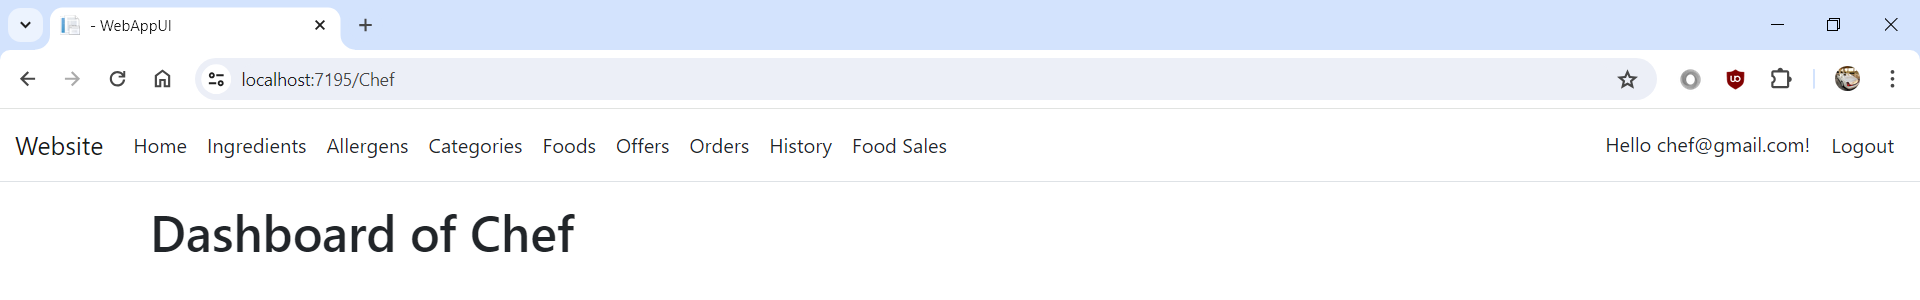 - WebAppUI
localhost:7195/Chef
Website Home Ingredients Allergens Categories Foods Offers Orders History Food Sales Hello chef@gmail.com! Logout
Dashboard of Chef